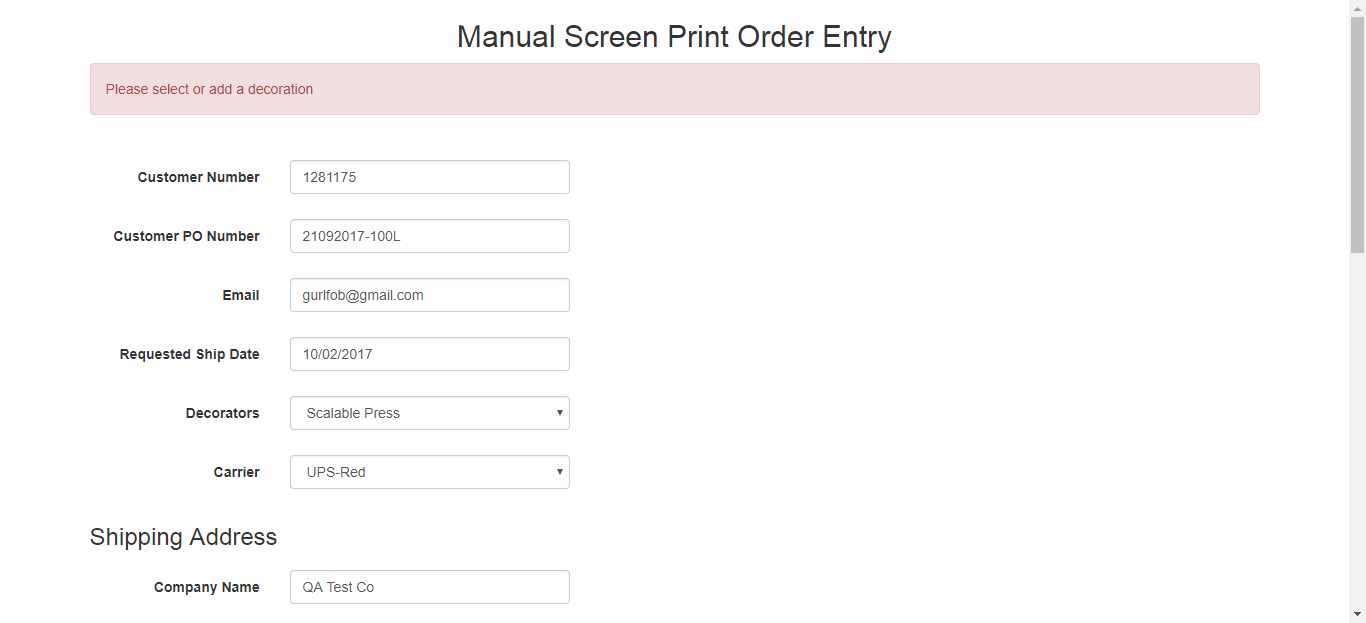 Manual Screen Print Order Entry
Please select or add a decoration
Customer Number 1281175
Customer PO Number 21092017-100L
Email gurlfob@gmail.com
Requested Ship Date 10/02/2017
Decorators Scalable Press
Carrier UPS-Red
Shipping Address
Company Name QA Test Co